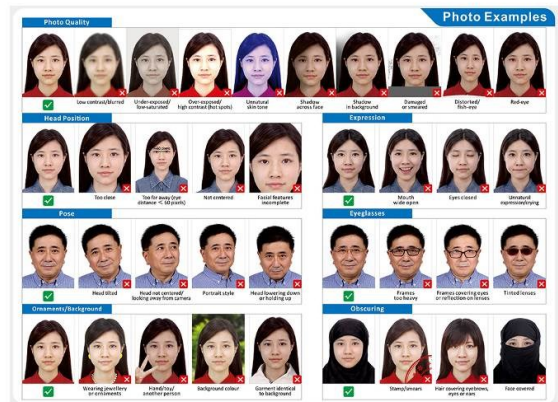 Photo Examples
Photo Quality
Low contrast/blurred
Under-exposed/
low-saturated
Over-exposed/
high contrast (hot spots)
Unnatural
skin tone
Shadow
across face
Shadow
in background
Damaged
or smeared
Distorted/
fish-eye
Red-eye
Head Position
Too close
Too far away (eye
distance < 60 pixels)
Not centered
Facial features
incomplete
Expression
Mouth
wide open
Eyes closed
Unnatural
expression/crying
Pose
Head tilted
Head not centered/
looking away from camera
Portrait style
Head lowering down
or holding up
Eyeglasses
Frames
too heavy
Frames covering eyes
or reflection on lenses
Tinted lenses
Ornaments/Background
Wearing jewellery
or ornaments
Hand/toy/
another person
Background colour
Garment identical
to background
Obscuring
Stamp/smears
Hair covering eyebrows,
eyes or ears
Face covered